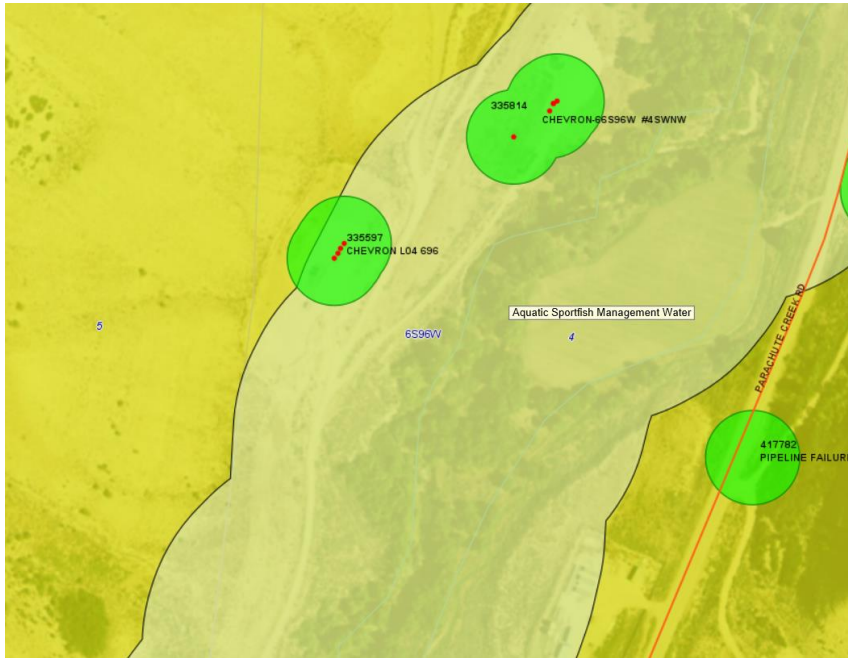 335814
CHEVRON-66S96W #4SWNW
335597
CHEVRON L04 696
Aquatic Sportfish Management Water
5
6S96W
4
PARACHUTE CREEK RD
417782
PIPELINE FAILUR